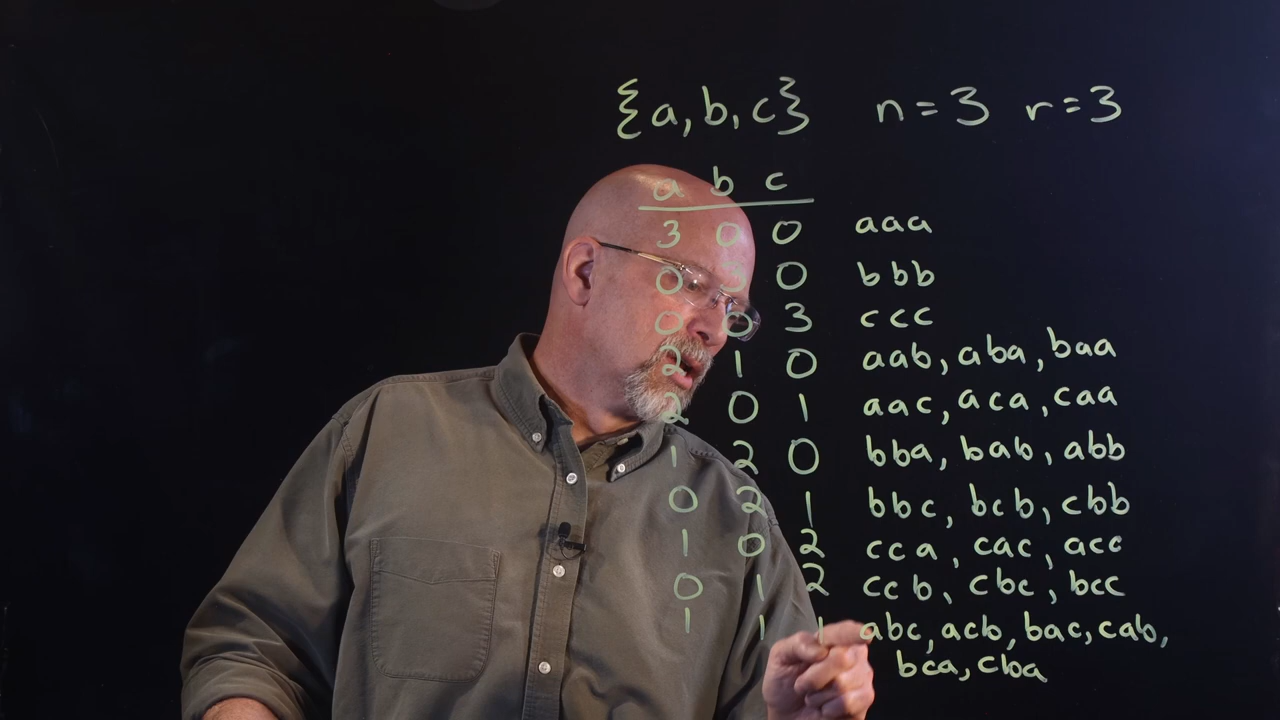 {a, b, c} n=3 r=3
a b c
3 0 0 aaa
0 3 0 bbb
0 0 3 ccc
2 1 0 aab, aba, baa
2 0 1 aac, aca, caa
1 2 0 bba, bab, abb
0 2 1 bbc, bcb, cbb
1 0 2 cca, cac, acc
0 1 2 ccb, cbc, bcc
1 1 1 abc, acb, bac, cab,
bca, cba